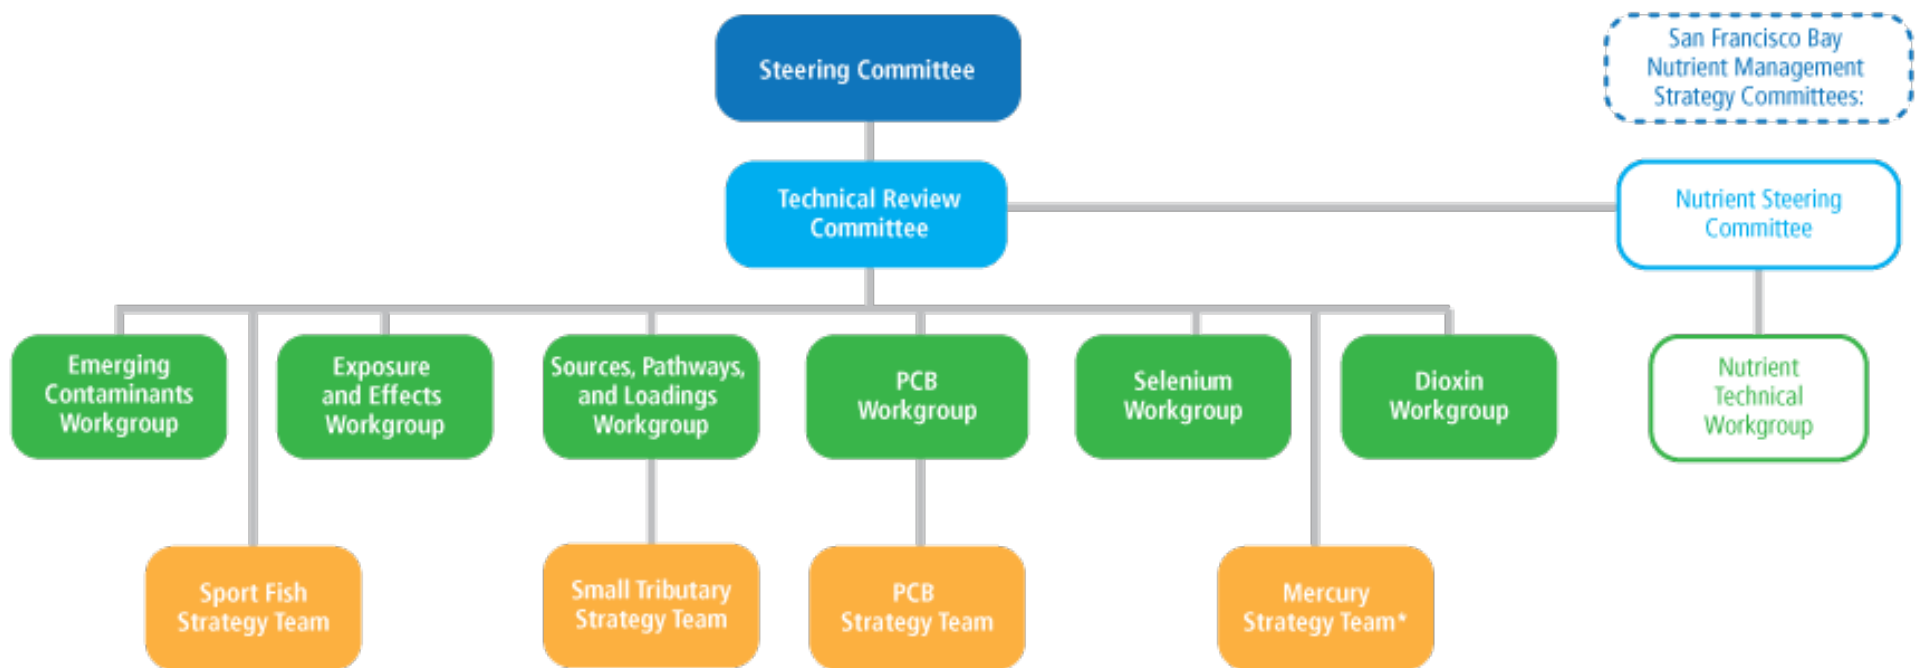 Steering Committee
San Francisco Bay
Nutrient Management
Strategy Committees:
Technical Review
Committee
Nutrient Steering
Committee
Emerging
Contaminants
Workgroup
Exposure
and Effects
Workgroup
Sources, Pathways,
and Loadings
Workgroup
PCB
Workgroup
Selenium
Workgroup
Dioxin
Workgroup
Nutrient
Technical
Workgroup
Sport Fish
Strategy Team
Small Tributary
Strategy Team
PCB
Strategy Team
Mercury
Strategy Team*